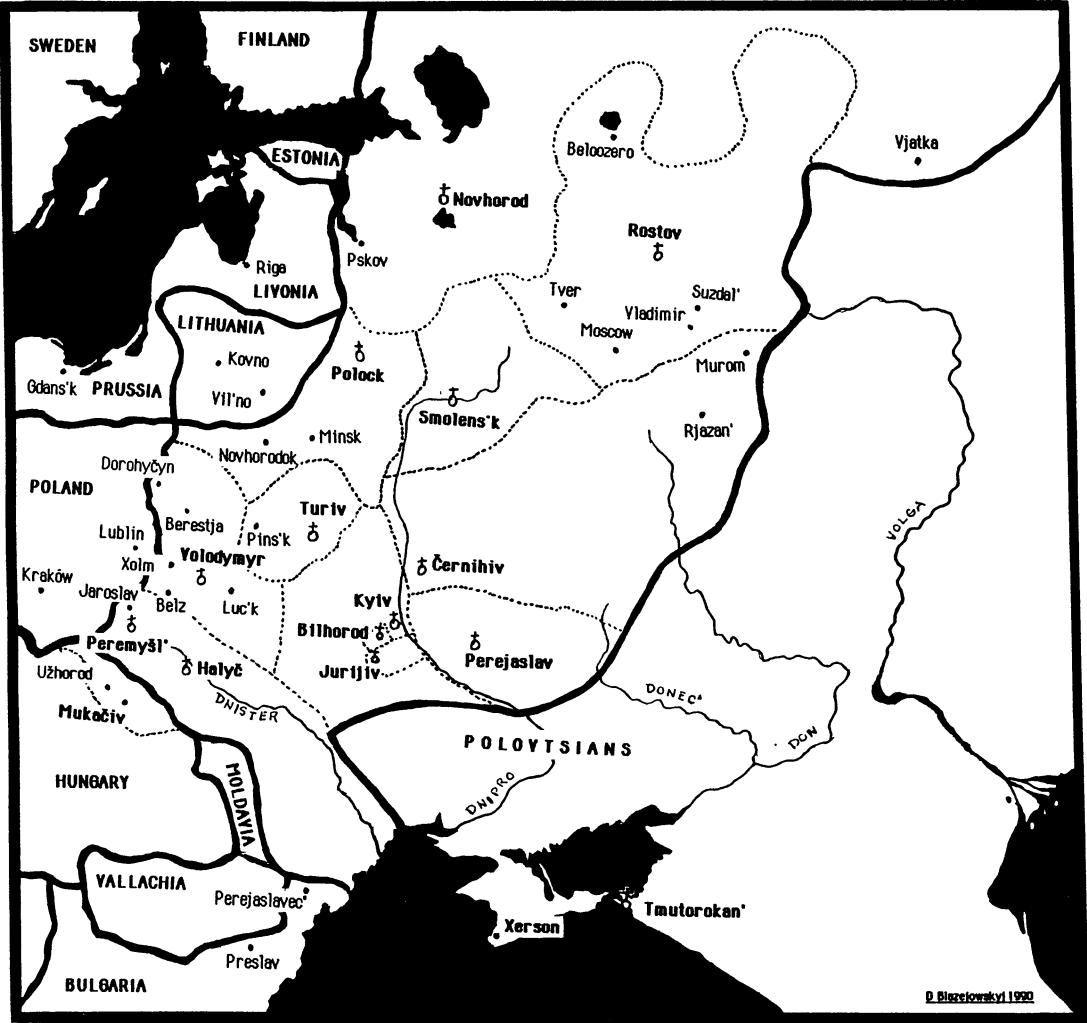 SWEDEN
FINLAND
ESTONIA
Beloozero
Vjatka
Novhorod
Rostov
Pskov
Riga
LIVONIA
Tver
Suzdal'
Vladimir
Moscow
Murom
LITHUANIA
Kovno
Polock
Gdans'k
PRUSSIA
Vil'no
Smolens'k
Rjazan'
Minsk
Novhorodok
Dorohyčyn
POLAND
Turiv
Berestja
Pins'k
VOLGA
Lublin
Volodymyr
Xolm
Černihiv
Kraków
Jaroslav
Belz
Luc'k
Kyiv
Bilhorod
Peremyšl'
Jurijiv
Perejaslav
Halyč
Užhorod
Mukačiv
DNISTER
DONEC'
DON
POLOVTSIANS
HUNGARY
MOLDAVIA
DNIPRO
VALLACHIA
Perejaslavec'
Tmutorokan'
Xerson
Preslav
BULGARIA
D Blazejowskyj 1990